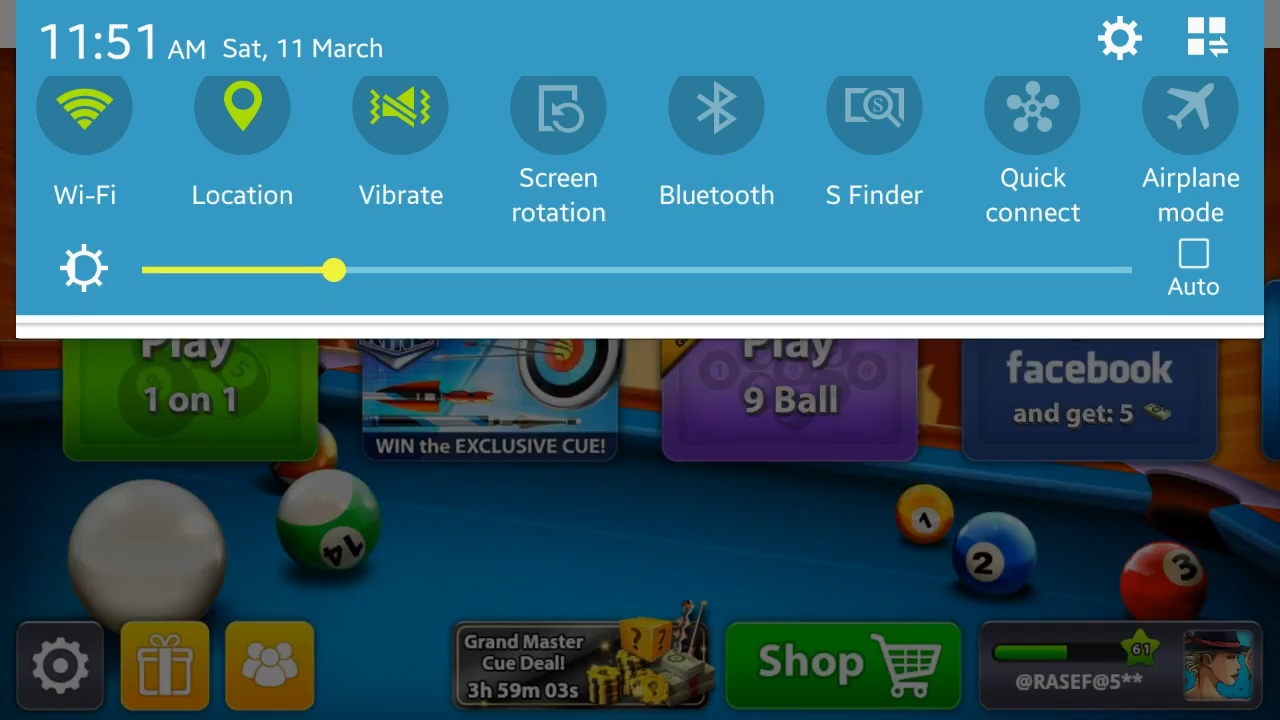 11:51 AM Sat, 11 March
Wi-Fi
Location
Vibrate
Screen
rotation
Bluetooth
S Finder
Quick
connect
Airplane
mode
Auto
Play
1 on 1
WIN the EXCLUSIVE CUE!
Play
9 Ball
facebook
and get: 5
14
1
2
3
Grand Master
Cue Deal!
3h 59m 03s
Shop
61
@RASEF@5**